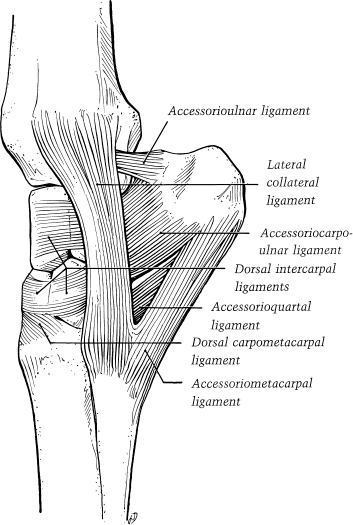 Accessorioulnar ligament
Lateral
collateral
ligament
Accessoriocarpo-
ulnar ligament
Dorsal intercarpal
ligaments
Accessorioquartal
ligament
Dorsal carpometacarpal
ligament
Accessoriometacarpal
ligament